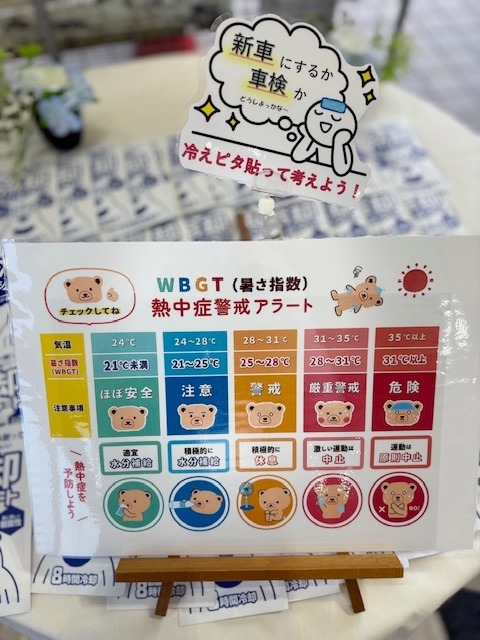 新車にするか
車検か
どうしよっかな~
冷えピタ貼って考えよう！
チェックしてね
WBGT（暑さ指数）
熱中症警戒アラート
気温 24℃ 24~28℃ 28~31℃ 31~35℃ 35℃以上
暑さ指数(WBGT) 21℃未満 21~25℃ 25~28℃ 28~31℃ 31℃以上
注意事項 ほぼ安全 注意 警戒 厳重警戒 危険
熱中症を予防しよう
適宜 水分補給
積極的に 水分補給
積極的に 休息
激しい運動は 中止
運動は 原則中止
NO!
8時間冷却
8時間冷却